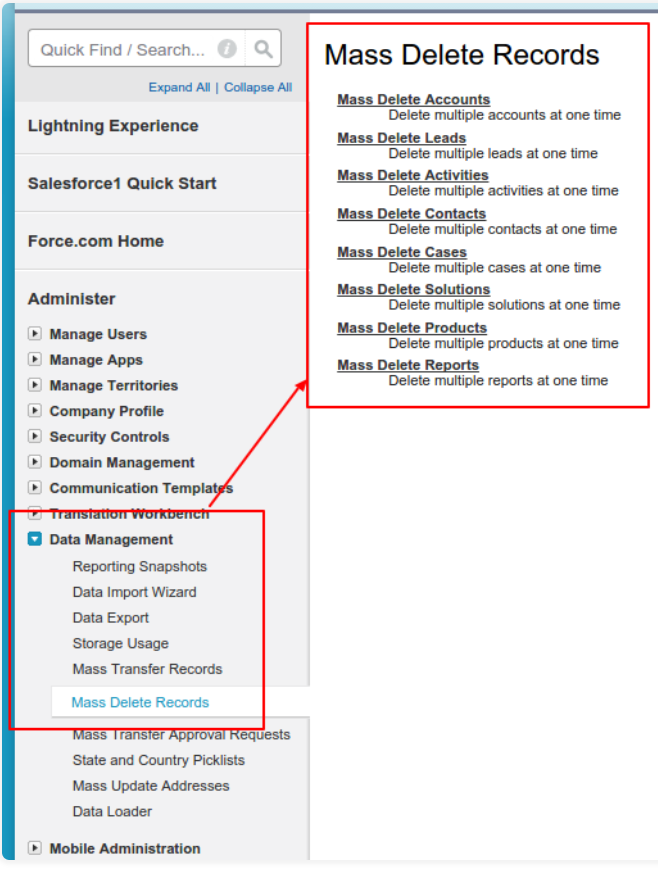 Quick Find / Search...
Expand All | Collapse All
Lightning Experience
Salesforce1 Quick Start
Force.com Home
Administer
Manage Users
Manage Apps
Manage Territories
Company Profile
Security Controls
Domain Management
Communication Templates
Translation Workbench
Data Management
Reporting Snapshots
Data Import Wizard
Data Export
Storage Usage
Mass Transfer Records
Mass Delete Records
Mass Transfer Approval Requests
State and Country Picklists
Mass Update Addresses
Data Loader
Mobile Administration
Mass Delete Records
Mass Delete Accounts
Delete multiple accounts at one time
Mass Delete Leads
Delete multiple leads at one time
Mass Delete Activities
Delete multiple activities at one time
Mass Delete Contacts
Delete multiple contacts at one time
Mass Delete Cases
Delete multiple cases at one time
Mass Delete Solutions
Delete multiple solutions at one time
Mass Delete Products
Delete multiple products at one time
Mass Delete Reports
Delete multiple reports at one time